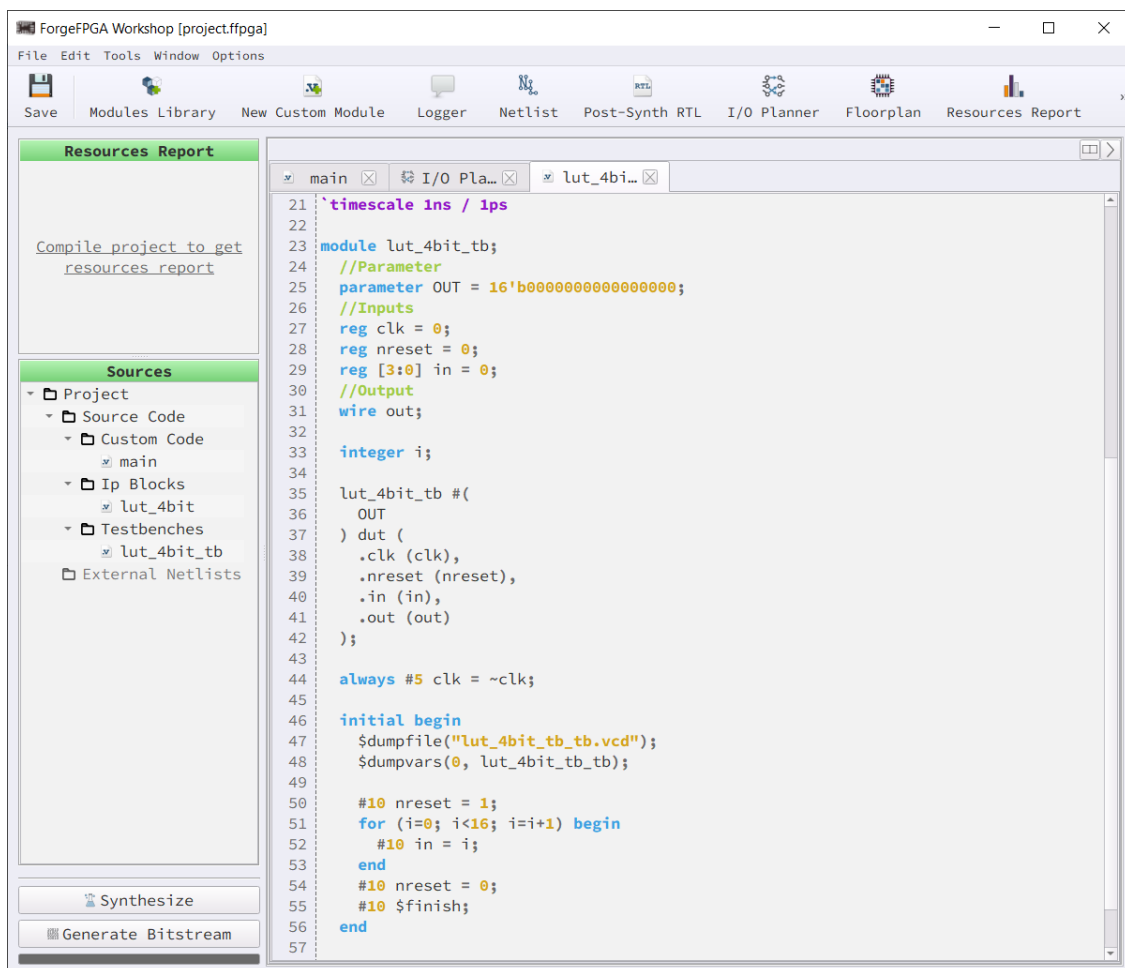 ForgeFPGA Workshop [project.ffpga]
File Edit Tools Window Options
Save Modules Library New Custom Module Logger Netlist Post-Synth RTL I/O Planner Floorplan Resources Report
Resources Report
Compile project to get
resources report
Sources
Project
Source Code
Custom Code
main
Ip Blocks
lut_4bit
Testbenches
lut_4bit_tb
External Netlists
Synthesize
Generate Bitstream
main I/O Pla… lut_4bi…
21 `timescale 1ns / 1ps
22
23 module lut_4bit_tb;
24 //Parameter
25 parameter OUT = 16'b0000000000000000;
26 //Inputs
27 reg clk = 0;
28 reg nreset = 0;
29 reg [3:0] in = 0;
30 //Output
31 wire out;
32
33 integer i;
34
35 lut_4bit_tb #(
36 OUT
37 ) dut (
38 .clk (clk),
39 .nreset (nreset),
40 .in (in),
41 .out (out)
42 );
43
44 always #5 clk = ~clk;
45
46 initial begin
47 $dumpfile("lut_4bit_tb_tb.vcd");
48 $dumpvars(0, lut_4bit_tb_tb);
49
50 #10 nreset = 1;
51 for (i=0; i<16; i=i+1) begin
52 #10 in = i;
53 end
54 #10 nreset = 0;
55 #10 $finish;
56 end
57